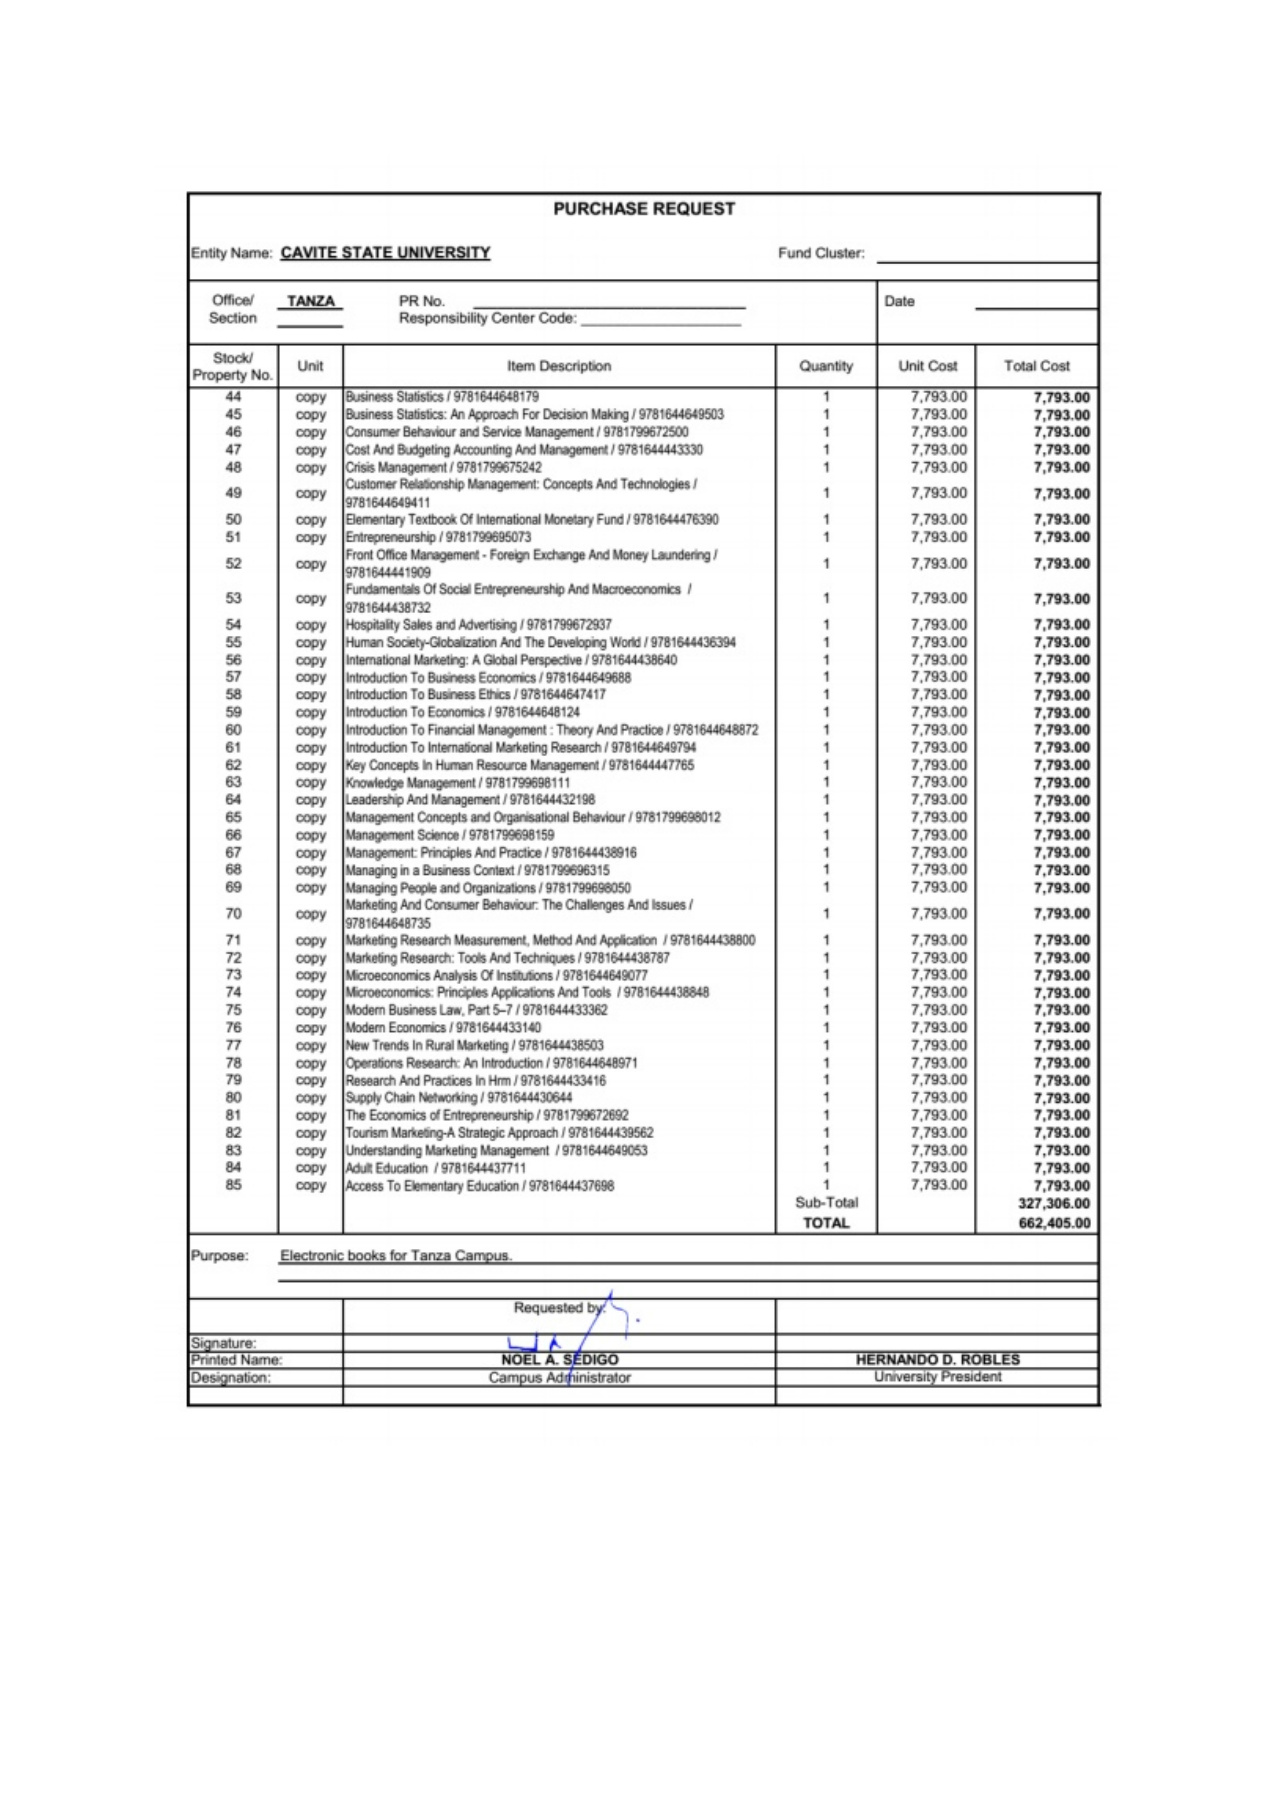 PURCHASE REQUEST
Entity Name: CAVITE STATE UNIVERSITY Fund Cluster:
Office/ Section TANZA PR No. Date
Responsibility Center Code:
Stock/ Property No. Unit Item Description Quantity Unit Cost Total Cost
44 copy Business Statistics / 9781644648179 1 7,793.00 7,793.00
45 copy Business Statistics: An Approach For Decision Making / 9781644649503 1 7,793.00 7,793.00
46 copy Consumer Behaviour and Service Management / 9781799672500 1 7,793.00 7,793.00
47 copy Cost And Budgeting Accounting And Management / 9781644443330 1 7,793.00 7,793.00
48 copy Crisis Management / 9781799675242 1 7,793.00 7,793.00
49 copy Customer Relationship Management: Concepts And Technologies / 1 7,793.00 7,793.00
9781644649411
50 copy Elementary Textbook Of International Monetary Fund / 9781644476390 1 7,793.00 7,793.00
51 copy Entrepreneurship / 9781799695073 1 7,793.00 7,793.00
52 copy Front Office Management - Foreign Exchange And Money Laundering / 1 7,793.00 7,793.00
9781644441909
53 copy Fundamentals Of Social Entrepreneurship And Macroeconomics / 1 7,793.00 7,793.00
9781644438732
54 copy Hospitality Sales and Advertising / 9781799672937 1 7,793.00 7,793.00
55 copy Human Society-Globalization And The Developing World / 9781644436394 1 7,793.00 7,793.00
56 copy International Marketing: A Global Perspective / 9781644438640 1 7,793.00 7,793.00
57 copy Introduction To Business Economics / 9781644649688 1 7,793.00 7,793.00
58 copy Introduction To Business Ethics / 9781644647417 1 7,793.00 7,793.00
59 copy Introduction To Economics / 9781644648124 1 7,793.00 7,793.00
60 copy Introduction To Financial Management : Theory And Practice / 9781644648872 1 7,793.00 7,793.00
61 copy Introduction To International Marketing Research / 9781644649794 1 7,793.00 7,793.00
62 copy Key Concepts In Human Resource Management / 9781644447765 1 7,793.00 7,793.00
63 copy Knowledge Management / 9781799698111 1 7,793.00 7,793.00
64 copy Leadership And Management / 9781644432198 1 7,793.00 7,793.00
65 copy Management Concepts and Organisational Behaviour / 9781799698012 1 7,793.00 7,793.00
66 copy Management Science / 9781799698159 1 7,793.00 7,793.00
67 copy Management: Principles And Practice / 9781644438916 1 7,793.00 7,793.00
68 copy Managing in a Business Context / 9781799696315 1 7,793.00 7,793.00
69 copy Managing People and Organizations / 9781799698050 1 7,793.00 7,793.00
70 copy Marketing And Consumer Behaviour: The Challenges And Issues / 1 7,793.00 7,793.00
9781644648735
71 copy Marketing Research Measurement, Method And Application / 9781644438800 1 7,793.00 7,793.00
72 copy Marketing Research: Tools And Techniques / 9781644438787 1 7,793.00 7,793.00
73 copy Microeconomics Analysis Of Institutions / 9781644649077 1 7,793.00 7,793.00
74 copy Microeconomics: Principles Applications And Tools / 9781644438848 1 7,793.00 7,793.00
75 copy Modern Business Law, Part 5–7 / 9781644433362 1 7,793.00 7,793.00
76 copy Modern Economics / 9781644433140 1 7,793.00 7,793.00
77 copy New Trends In Rural Marketing / 9781644438503 1 7,793.00 7,793.00
78 copy Operations Research: An Introduction / 9781644648971 1 7,793.00 7,793.00
79 copy Research And Practices In Hrm / 9781644433416 1 7,793.00 7,793.00
80 copy Supply Chain Networking / 9781644430644 1 7,793.00 7,793.00
81 copy The Economics of Entrepreneurship / 9781799672692 1 7,793.00 7,793.00
82 copy Tourism Marketing-A Strategic Approach / 9781644439562 1 7,793.00 7,793.00
83 copy Understanding Marketing Management / 9781644649053 1 7,793.00 7,793.00
84 copy Adult Education / 9781644437711 1 7,793.00 7,793.00
85 copy Access To Elementary Education / 9781644437698 1 7,793.00 7,793.00
Sub-Total 327,306.00
TOTAL 662,405.00
Purpose: Electronic books for Tanza Campus.
Requested by:
Signature:
Printed Name: NOEL A. SEDIGO HERNANDO D. ROBLES
Designation: Campus Administrator University President